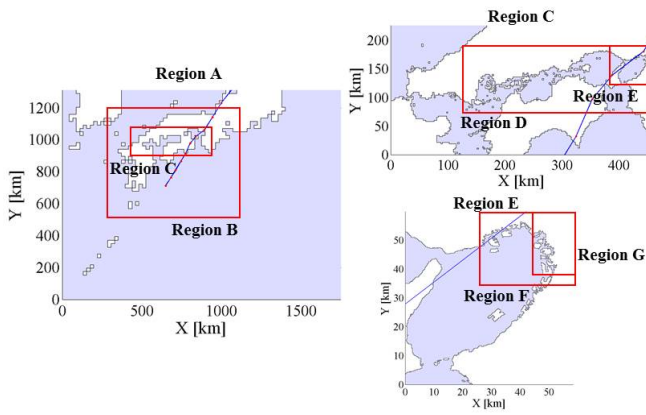 Region A
Y [km]
1200
1000
800
600
400
200
0
Region C
Region B
0
500
1000
1500
X [km]
Region C
Y [km]
200
150
100
50
0
Region E
Region D
0
100
200
300
400
X [km]
Region E
Y [km]
50
40
30
20
10
0
Region G
Region F
0
10
20
30
40
50
X [km]